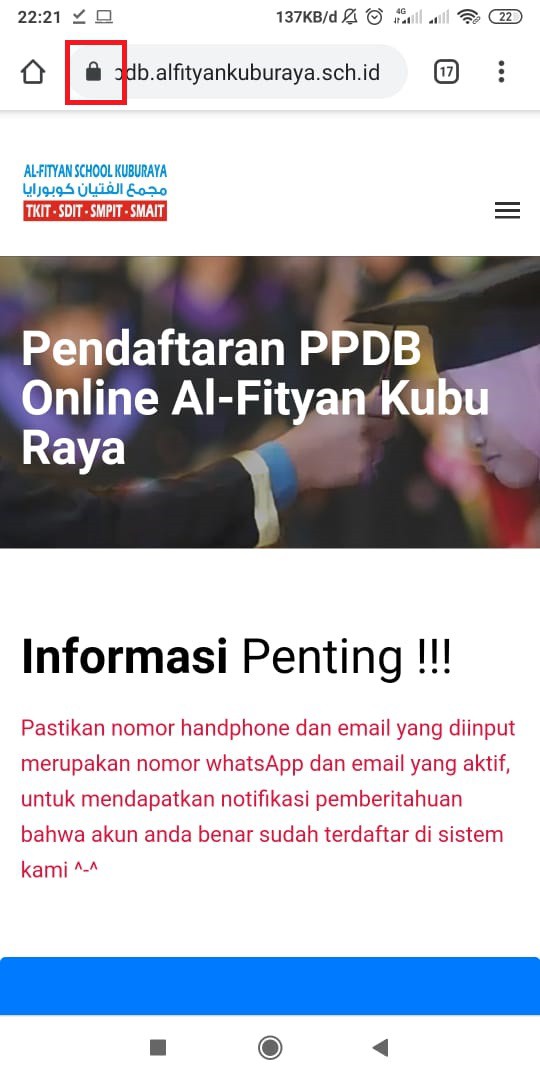 22:21 137KB/d 4G 22
pdb.alfityankuburaya.sch.id 17
AL-FITYAN SCHOOL KUBURAYA
مجمع الفتيان كوبورايا
TKIT - SDIT - SMPIT - SMAIT
Pendaftaran PPDB
Online Al-Fityan Kubu
Raya
Informasi Penting !!!
Pastikan nomor handphone dan email yang diinput
merupakan nomor whatsApp dan email yang aktif,
untuk mendapatkan notifikasi pemberitahuan
bahwa akun anda benar sudah terdaftar di sistem
kami ^-^